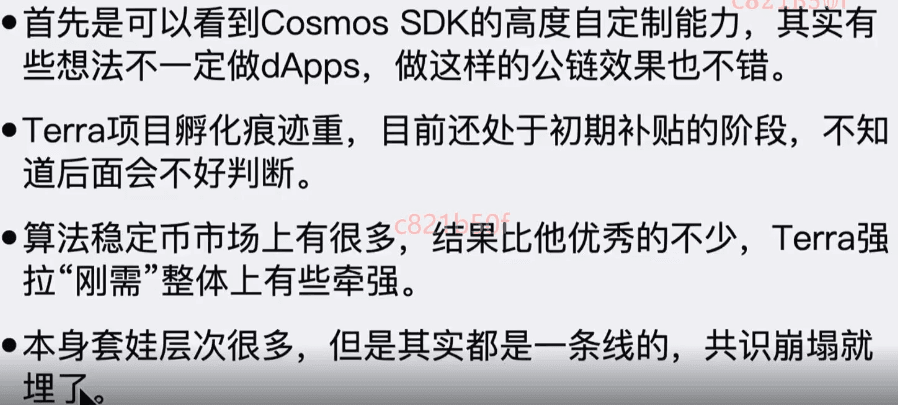 c821b50f
●首先是可以看到Cosmos SDK的高度自定制能力，其实有
些想法不一定做dApps，做这样的公链效果也不错。
●Terra项目孵化痕迹重，目前还处于初期补贴的阶段，不知
道后面会不好判断。
c821b50f
●算法稳定币市场上有很多，结果比他优秀的不少，Terra强
拉“刚需”整体上有些牵强。
●本身套娃层次很多，但是其实都是一条线的，共识崩塌就
埋了。